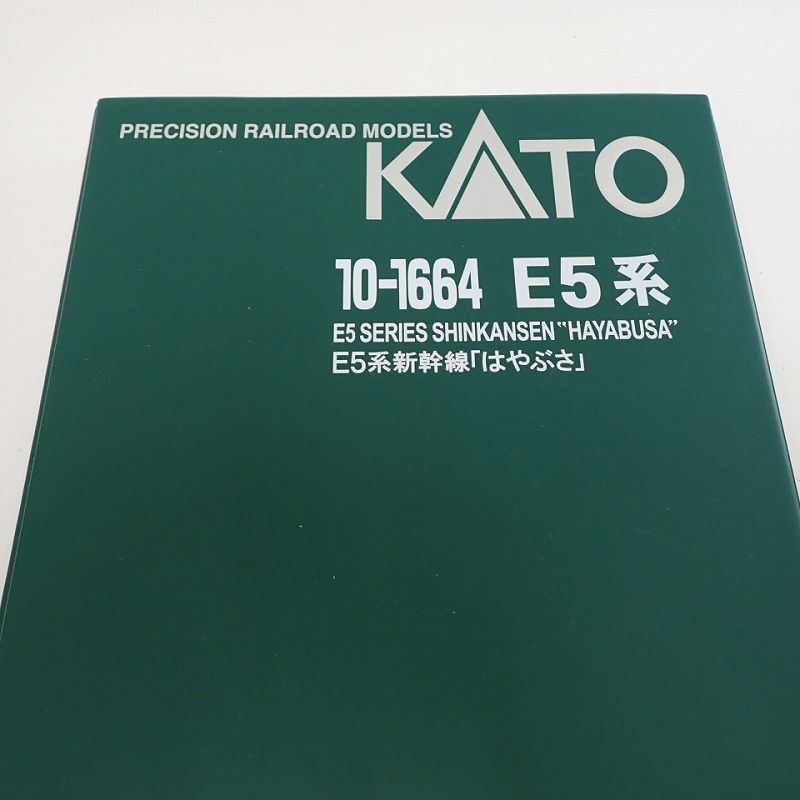 PRECISION RAILROAD MODELS
KATO
10-1664 E5系
E5 SERIES SHINKANSEN "HAYABUSA"
E5系新幹線「はやぶさ」